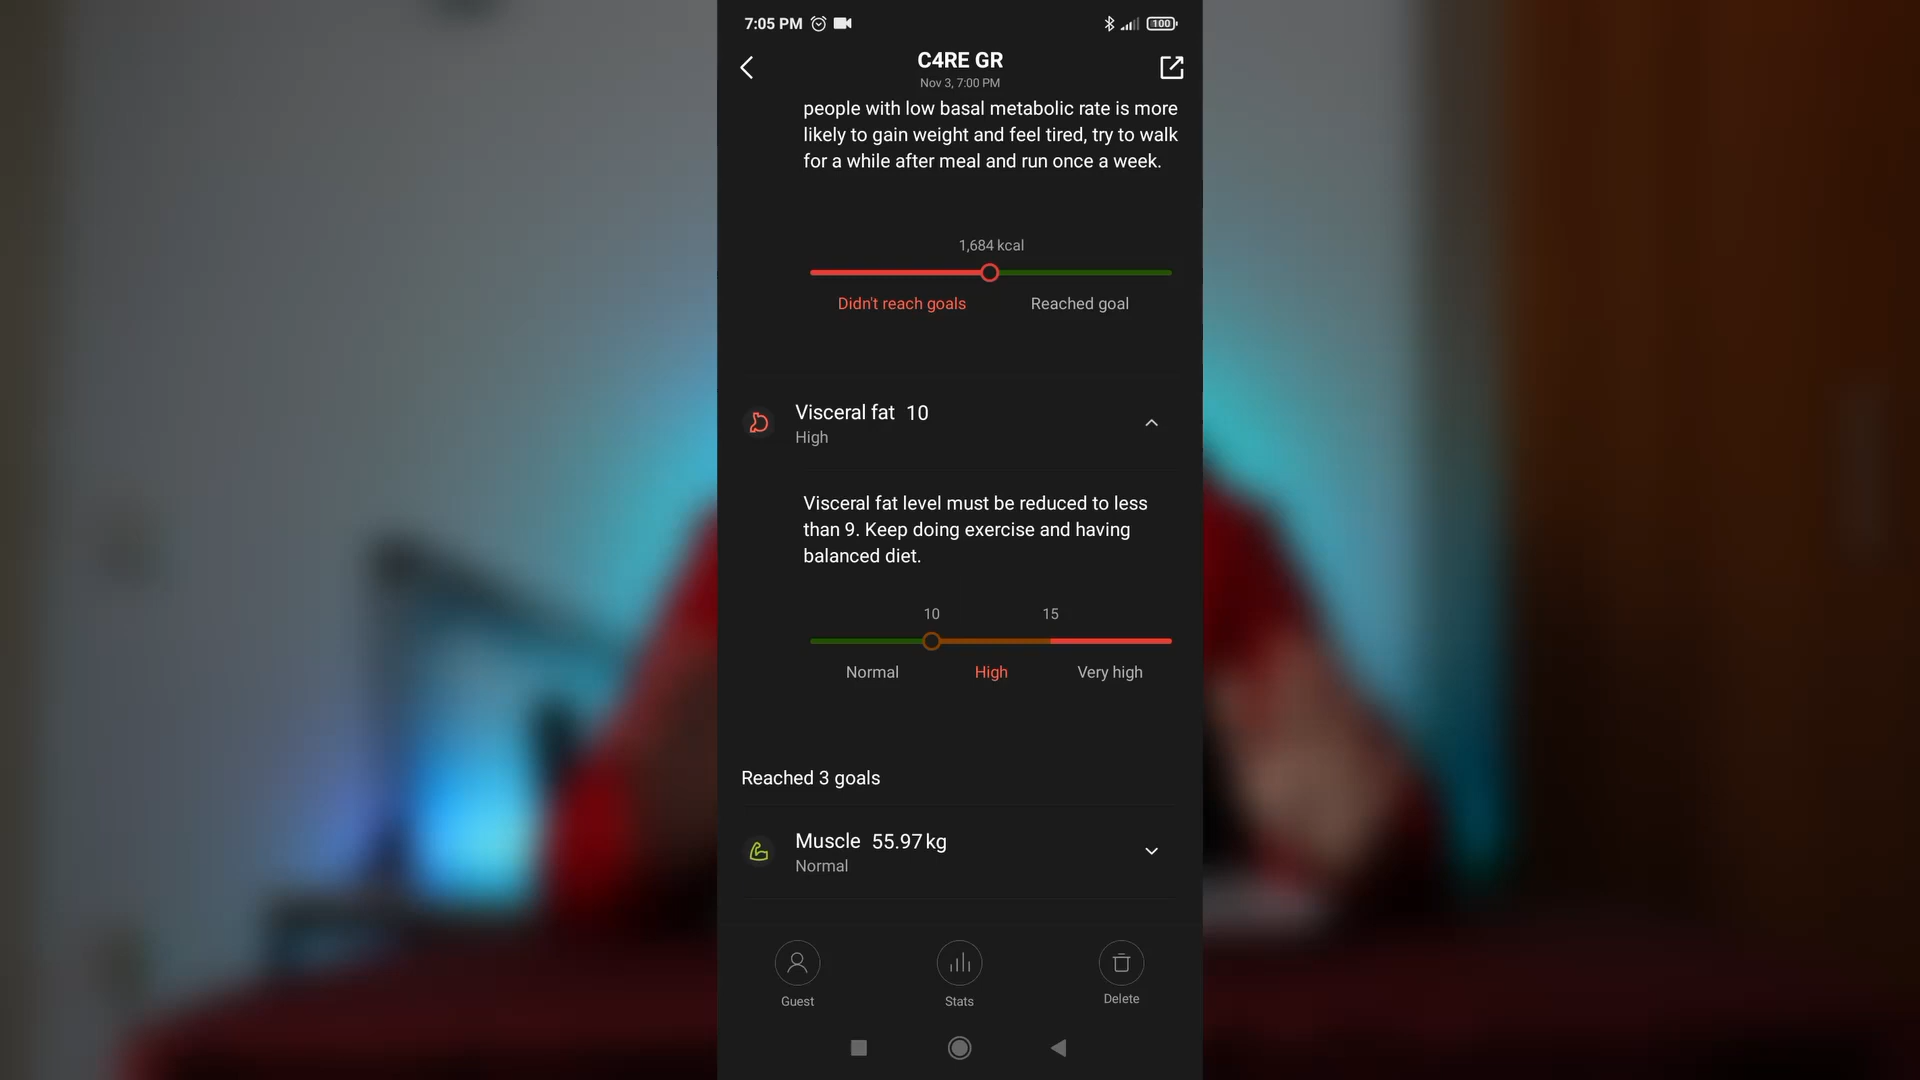 7:05 PM 100
C4RE GR
Nov 3, 7:00 PM
people with low basal metabolic rate is more
likely to gain weight and feel tired, try to walk
for a while after meal and run once a week.
1,684 kcal
Didn't reach goals Reached goal
Visceral fat 10
High
Visceral fat level must be reduced to less
than 9. Keep doing exercise and having
balanced diet.
10 15
Normal High Very high
Reached 3 goals
Muscle 55.97 kg
Normal
Guest Stats Delete